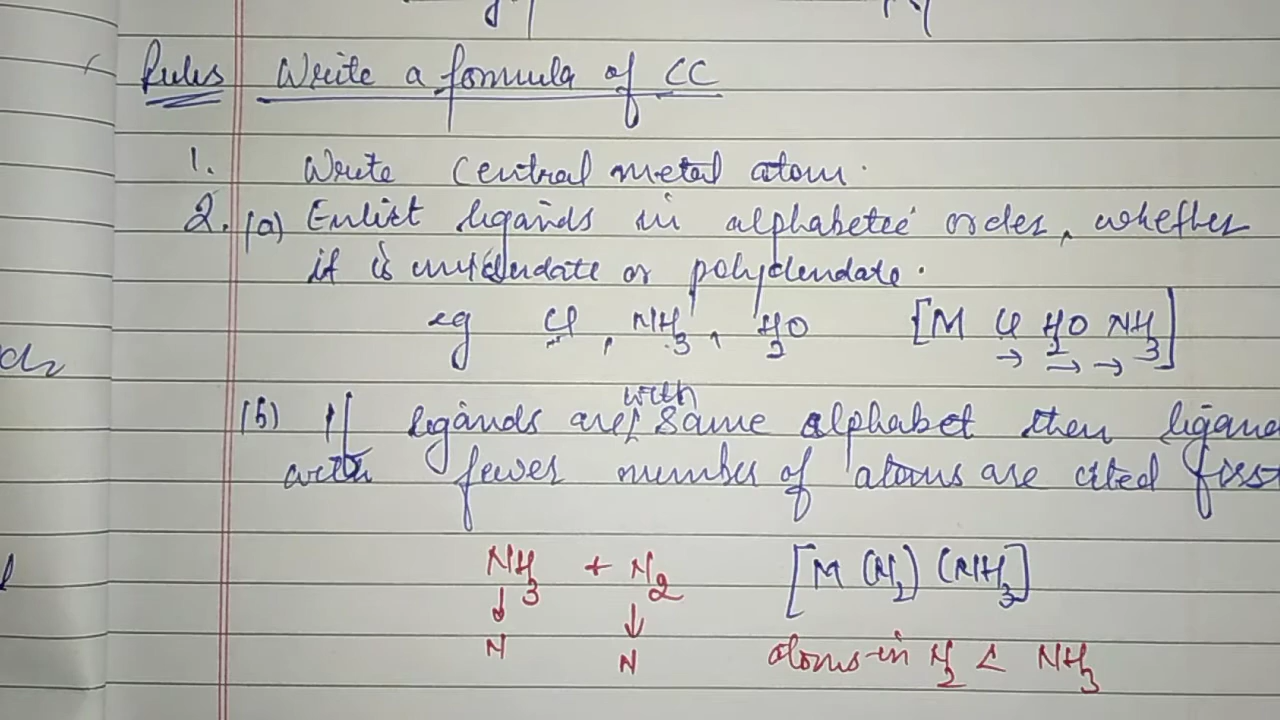 Rules Write a formula of CC
1. Write Central metal atom.
2. (a) Enlist ligands in alphabetic order, whether
it is unidendate or polydendate.
eg Cl, NH3, H2O [M Cl H2O NH3]
→ → →
with
(b) If ligands are same alphabet then ligand
with fewer number of atoms are cited first
NH3 + N2 [M (N2) (NH3]
↓ ↓
N N
atoms in N2 < NH3